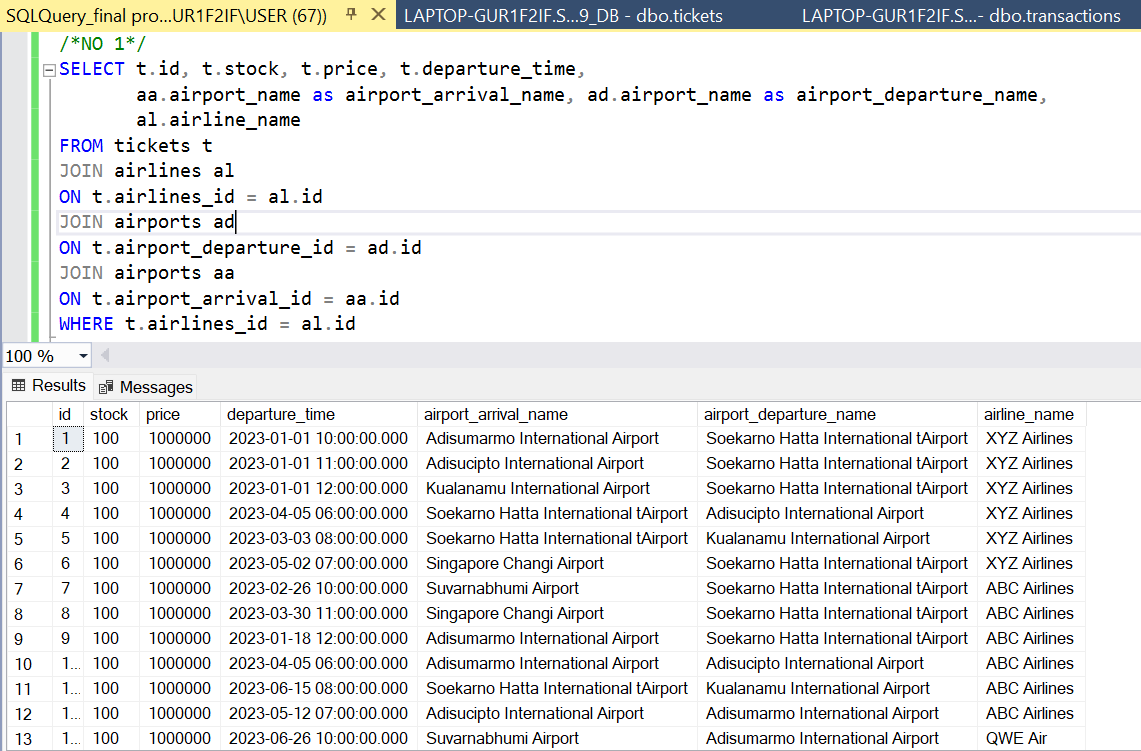 SQLQuery_final pro...UR1F2IF\USER (67)) LAPTOP-GUR1F2IF.S...9_DB - dbo.tickets LAPTOP-GUR1F2IF.S...- dbo.transactions
/*NO 1*/
SELECT t.id, t.stock, t.price, t.departure_time,
aa.airport_name as airport_arrival_name, ad.airport_name as airport_departure_name,
al.airline_name
FROM tickets t
JOIN airlines al
ON t.airlines_id = al.id
JOIN airports ad
ON t.airport_departure_id = ad.id
JOIN airports aa
ON t.airport_arrival_id = aa.id
WHERE t.airlines_id = al.id
100 %
Results Messages
id stock price departure_time airport_arrival_name airport_departure_name airline_name
1 1 100 1000000 2023-01-01 10:00:00.000 Adisumarmo International Airport Soekarno Hatta International tAirport XYZ Airlines
2 2 100 1000000 2023-01-01 11:00:00.000 Adisucipto International Airport Soekarno Hatta International tAirport XYZ Airlines
3 3 100 1000000 2023-01-01 12:00:00.000 Kualanamu International Airport Soekarno Hatta International tAirport XYZ Airlines
4 4 100 1000000 2023-04-05 06:00:00.000 Soekarno Hatta International tAirport Adisucipto International Airport XYZ Airlines
5 5 100 1000000 2023-03-03 08:00:00.000 Soekarno Hatta International tAirport Kualanamu International Airport XYZ Airlines
6 6 100 1000000 2023-05-02 07:00:00.000 Singapore Changi Airport Soekarno Hatta International tAirport XYZ Airlines
7 7 100 1000000 2023-02-26 10:00:00.000 Suvarnabhumi Airport Soekarno Hatta International tAirport ABC Airlines
8 8 100 1000000 2023-03-30 11:00:00.000 Singapore Changi Airport Soekarno Hatta International tAirport ABC Airlines
9 9 100 1000000 2023-01-18 12:00:00.000 Adisumarmo International Airport Soekarno Hatta International tAirport ABC Airlines
10 1... 100 1000000 2023-04-05 06:00:00.000 Adisumarmo International Airport Adisucipto International Airport ABC Airlines
11 1... 100 1000000 2023-06-15 08:00:00.000 Soekarno Hatta International tAirport Kualanamu International Airport ABC Airlines
12 1... 100 1000000 2023-05-12 07:00:00.000 Adisucipto International Airport Adisumarmo International Airport ABC Airlines
13 1... 100 1000000 2023-06-26 10:00:00.000 Suvarnabhumi Airport Adisumarmo International Airport QWE Air